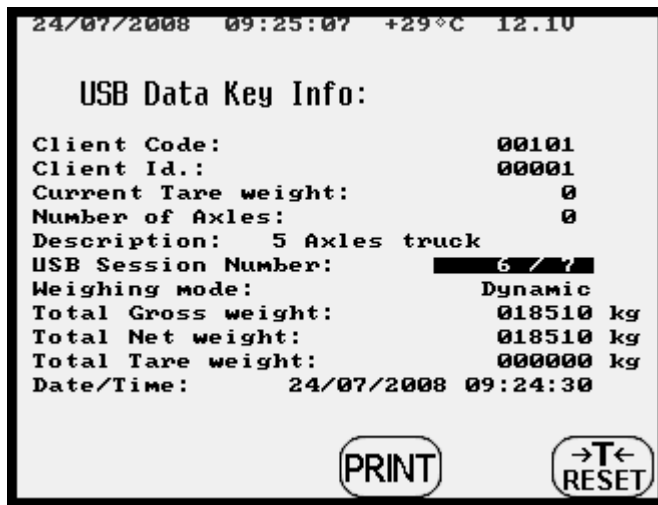 24/07/2008 09:25:07 +29°C 12.1V
USB Data Key Info:
Client Code: 00101
Client Id.: 00001
Current Tare weight: 0
Number of Axles: 0
Description: 5 Axles truck
USB Session Number: 6 / 7
Weighing mode: Dynamic
Total Gross weight: 018510 kg
Total Net weight: 018510 kg
Total Tare weight: 000000 kg
Date/Time: 24/07/2008 09:24:30
PRINT
→T←
RESET